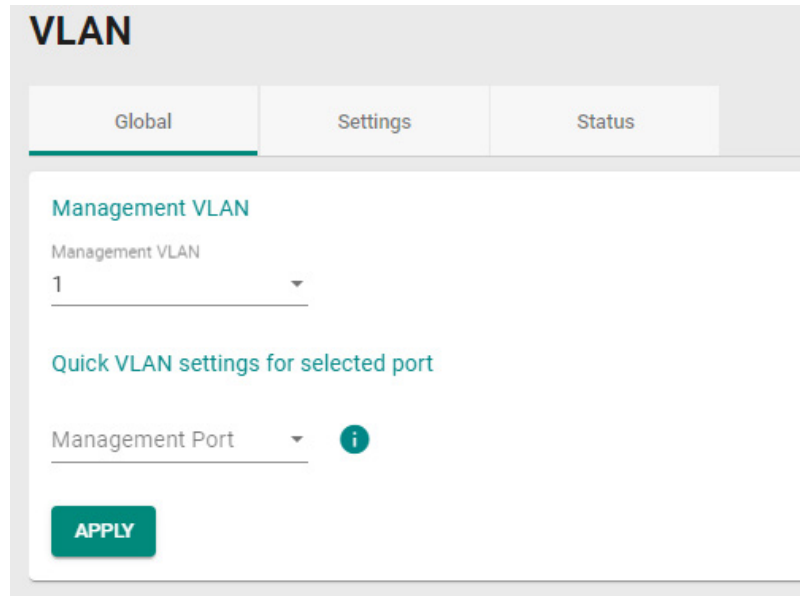 VLAN
Global Settings Status
Management VLAN
Management VLAN
1
Quick VLAN settings for selected port
Management Port i
APPLY